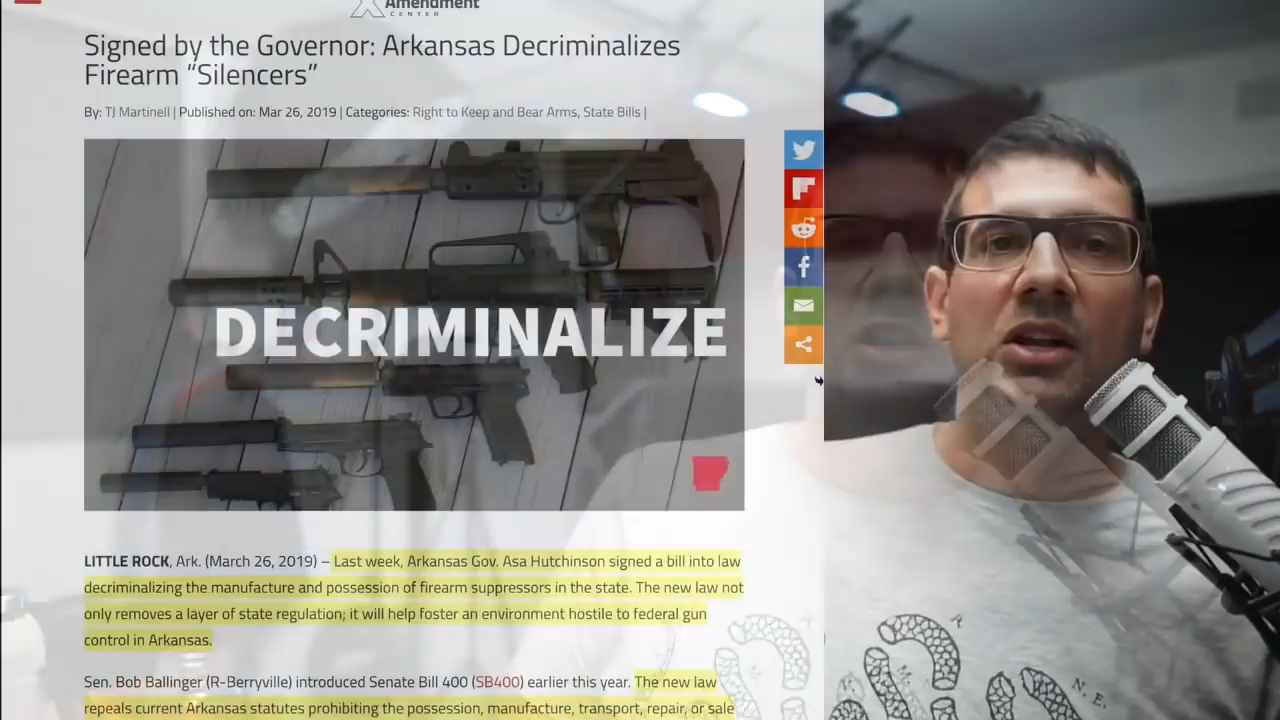 Amendment
CENTER
Signed by the Governor: Arkansas Decriminalizes
Firearm “Silencers”
By: TJ Martinell | Published on: Mar 26, 2019 | Categories: Right to Keep and Bear Arms, State Bills |
DECRIMINALIZE
LITTLE ROCK, Ark. (March 26, 2019) – Last week, Arkansas Gov. Asa Hutchinson signed a bill into law
decriminalizing the manufacture and possession of firearm suppressors in the state. The new law not
only removes a layer of state regulation; it will help foster an environment hostile to federal gun
control in Arkansas.
Sen. Bob Ballinger (R-Berryville) introduced Senate Bill 400 (SB400) earlier this year. The new law
repeals current Arkansas statutes prohibiting the possession, manufacture, transport, repair, or sale
R.
N. E.